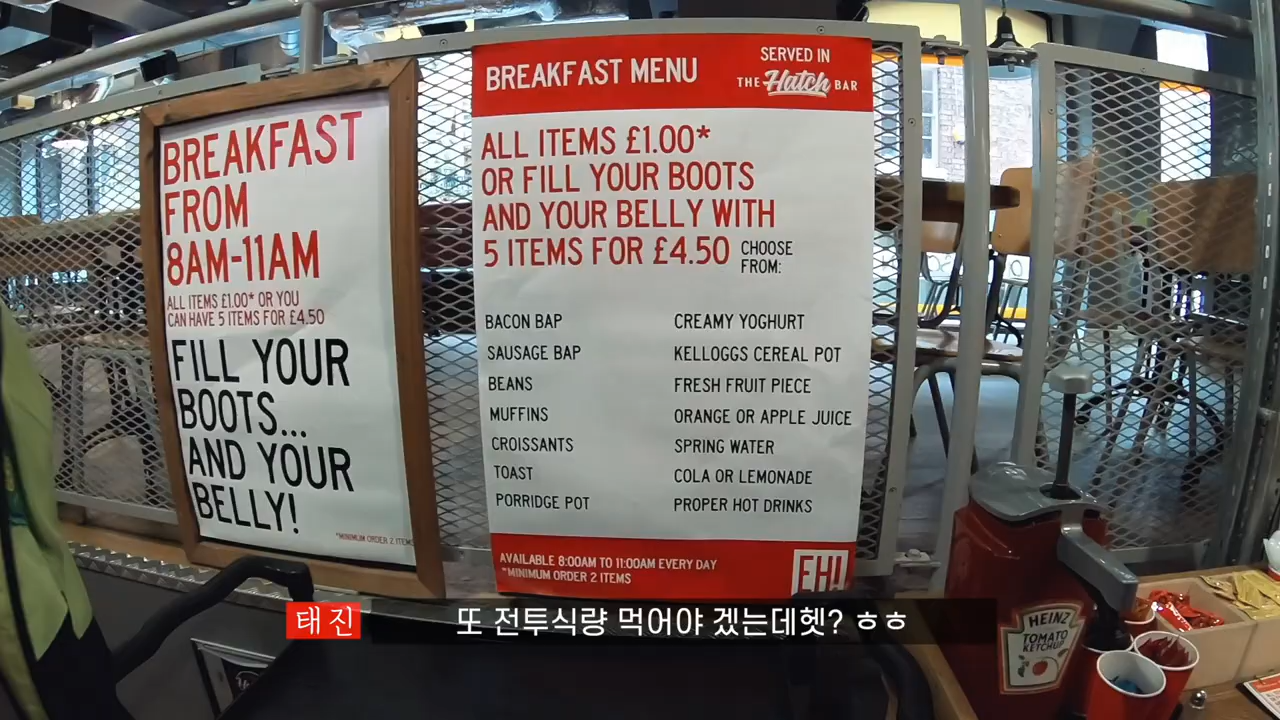 BREAKFAST
FROM
8AM-11AM
ALL ITEMS £1.00* OR YOU
CAN HAVE 5 ITEMS FOR £4.50
FILL YOUR
BOOTS...
AND YOUR
BELLY!
*MINIMUM ORDER 2 ITEMS
BREAKFAST MENU
SERVED IN
THE Hatch BAR
ALL ITEMS £1.00*
OR FILL YOUR BOOTS
AND YOUR BELLY WITH
5 ITEMS FOR £4.50
CHOOSE
FROM:
BACON BAP
SAUSAGE BAP
BEANS
MUFFINS
CROISSANTS
TOAST
PORRIDGE POT
CREAMY YOGHURT
KELLOGGS CEREAL POT
FRESH FRUIT PIECE
ORANGE OR APPLE JUICE
SPRING WATER
COLA OR LEMONADE
PROPER HOT DRINKS
AVAILABLE 8:00AM TO 11:00AM EVERY DAY
*MINIMUM ORDER 2 ITEMS
EH!
HEINZ
TOMATO
KETCHUP
태진 또 전투식량 먹어야 겠는데헷? ㅎㅎ